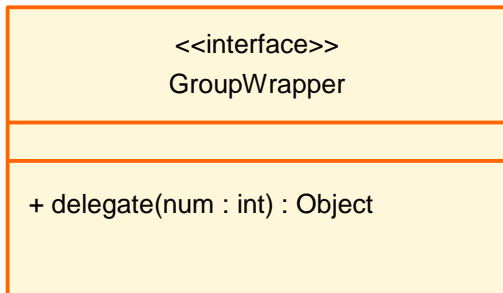 <<interface>>
GroupWrapper
+ delegate(num : int) : Object